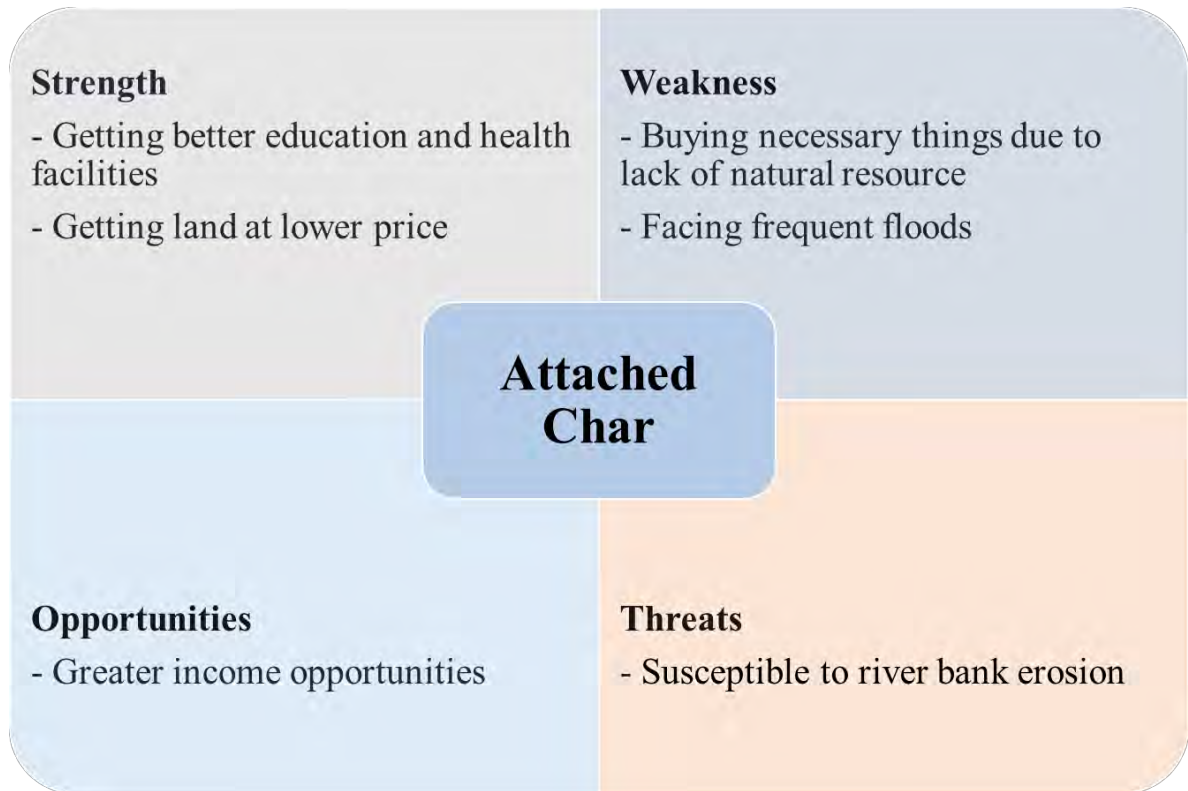 Strength
- Getting better education and health
facilities
- Getting land at lower price
Weakness
- Buying necessary things due to
lack of natural resource
- Facing frequent floods
Attached
Char
Opportunities
- Greater income opportunities
Threats
- Susceptible to river bank erosion